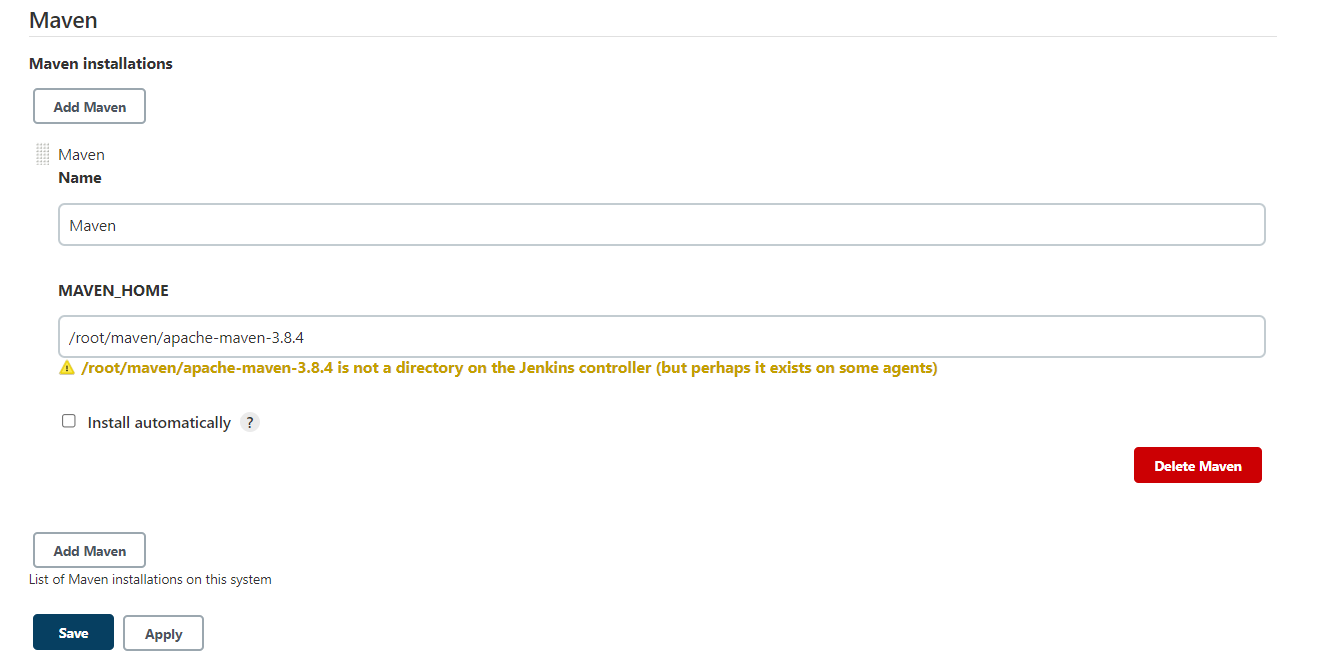 Maven
Maven installations
Add Maven
Maven
Name
Maven
MAVEN_HOME
/root/maven/apache-maven-3.8.4
/root/maven/apache-maven-3.8.4 is not a directory on the Jenkins controller (but perhaps it exists on some agents)
Install automatically ?
Delete Maven
Add Maven
List of Maven installations on this system
Save Apply